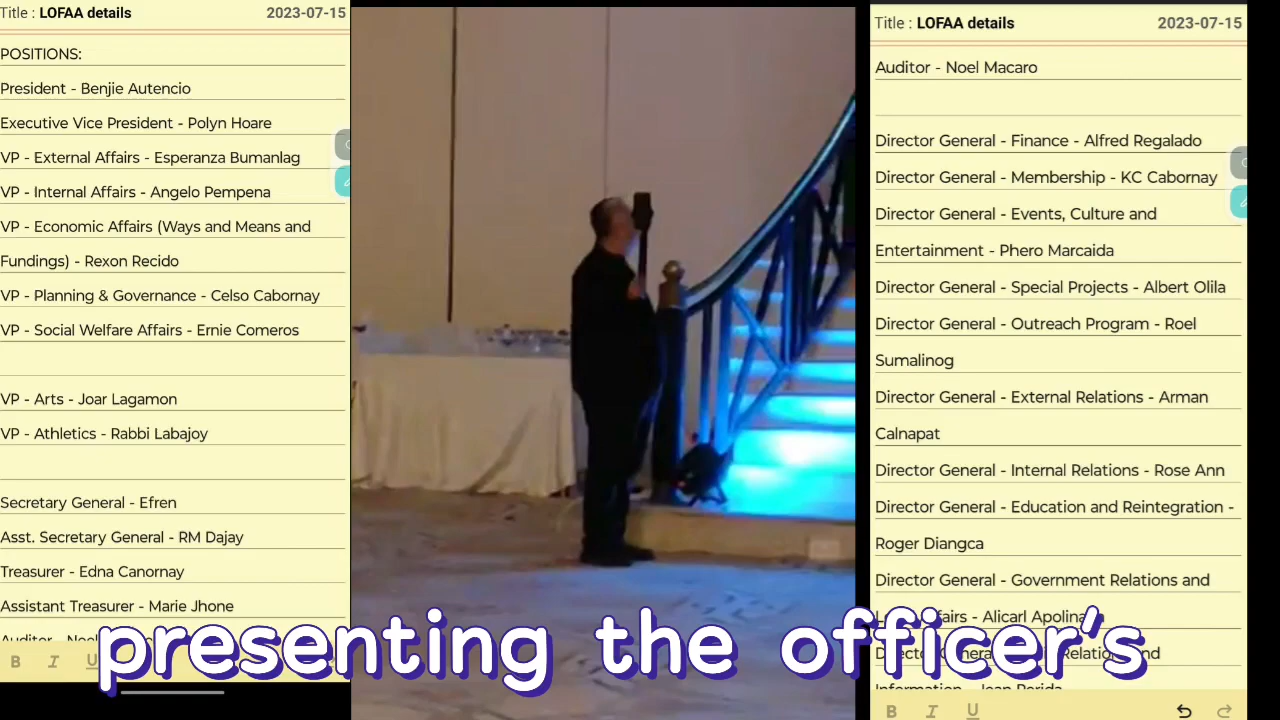 Title : LOFAA details 2023-07-15
POSITIONS:
President - Benjie Autencio
Executive Vice President - Polyn Hoare
VP - External Affairs - Esperanza Bumanlag
VP - Internal Affairs - Angelo Pempena
VP - Economic Affairs (Ways and Means and
Fundings) - Rexon Recido
VP - Planning & Governance - Celso Cabornay
VP - Social Welfare Affairs - Ernie Comeros
VP - Arts - Joar Lagamon
VP - Athletics - Rabbi Labajoy
Secretary General - Efren
Asst. Secretary General - RM Dajay
Treasurer - Edna Canornay
Assistant Treasurer - Marie Jhone
Auditor - Noel
B I U
Title : LOFAA details 2023-07-15
Auditor - Noel Macaro
Director General - Finance - Alfred Regalado
Director General - Membership - KC Cabornay
Director General - Events, Culture and
Entertainment - Phero Marcaida
Director General - Special Projects - Albert Olila
Director General - Outreach Program - Roel
Sumalinog
Director General - External Relations - Arman
Calnapat
Director General - Internal Relations - Rose Ann
Director General - Education and Reintegration -
Roger Diangca
Director General - Government Relations and
- Alicarl Apolina
and
Information - Jean Perida
B I U
presenting the officer's